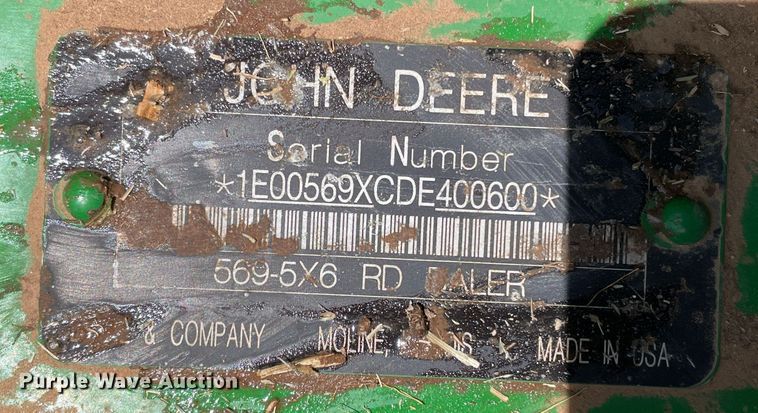 JOHN DEERE
Serial Number
*1E00569XCDE400600*
569-5X6 RD BALER
& COMPANY MOLINE, MADE IN USA
Purple Wave Auction